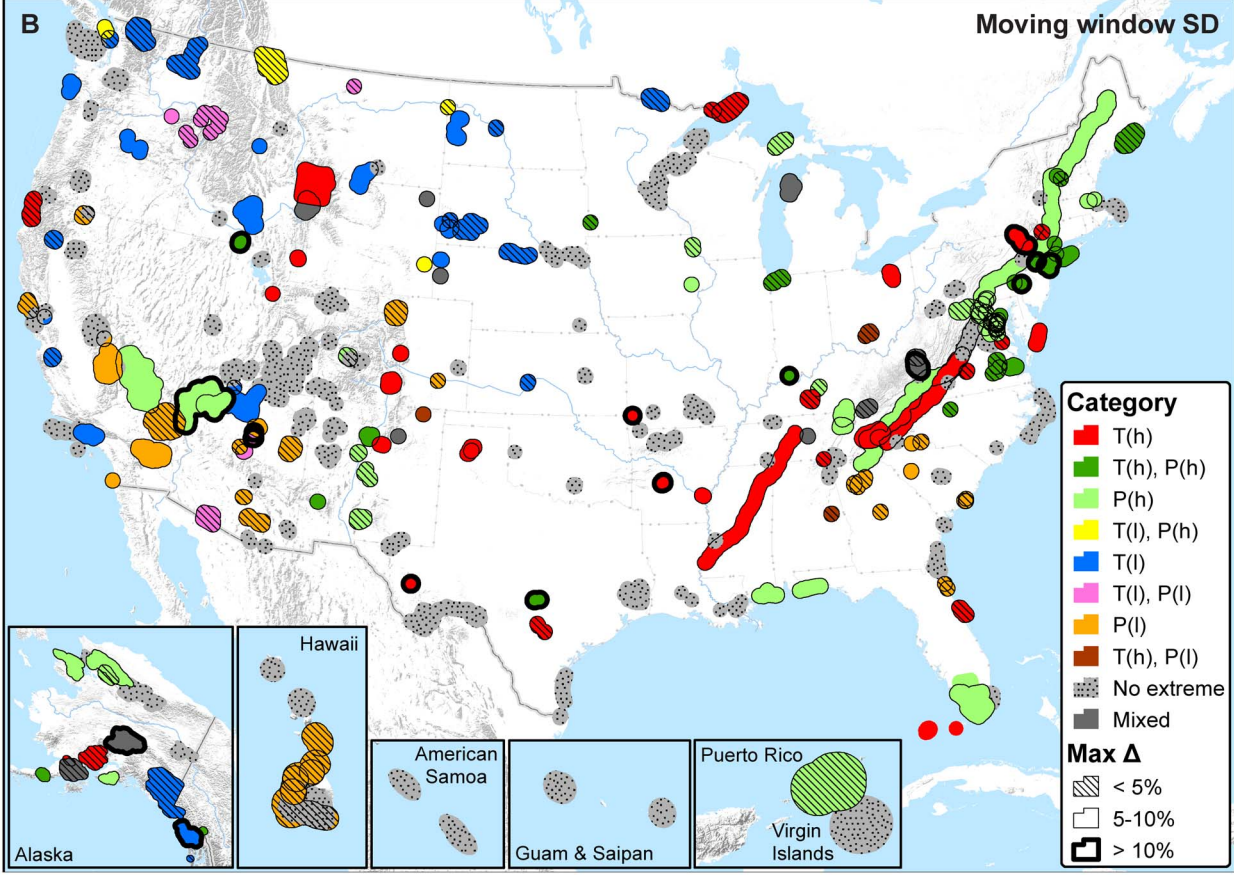 B
Moving window SD
Category
T(h)
T(h), P(h)
P(h)
T(l), P(h)
T(l)
T(l), P(l)
P(l)
T(h), P(l)
No extreme
Mixed
Max Δ
< 5%
5-10%
> 10%
Alaska
Hawaii
American
Samoa
Guam & Saipan
Puerto Rico
Virgin
Islands